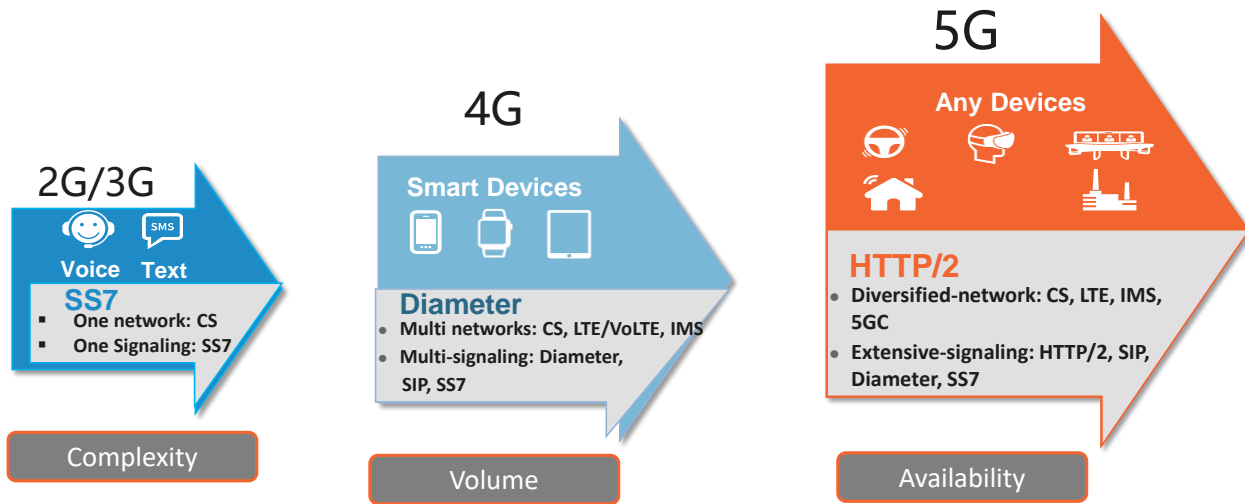 2G/3G
SMS
Voice Text
SS7
▪ One network: CS
▪ One Signaling: SS7
Complexity
4G
Smart Devices
Diameter
• Multi networks: CS, LTE/VoLTE, IMS
• Multi-signaling: Diameter,
SIP, SS7
Volume
5G
Any Devices
HTTP/2
• Diversified-network: CS, LTE, IMS,
5GC
• Extensive-signaling: HTTP/2, SIP,
Diameter, SS7
Availability